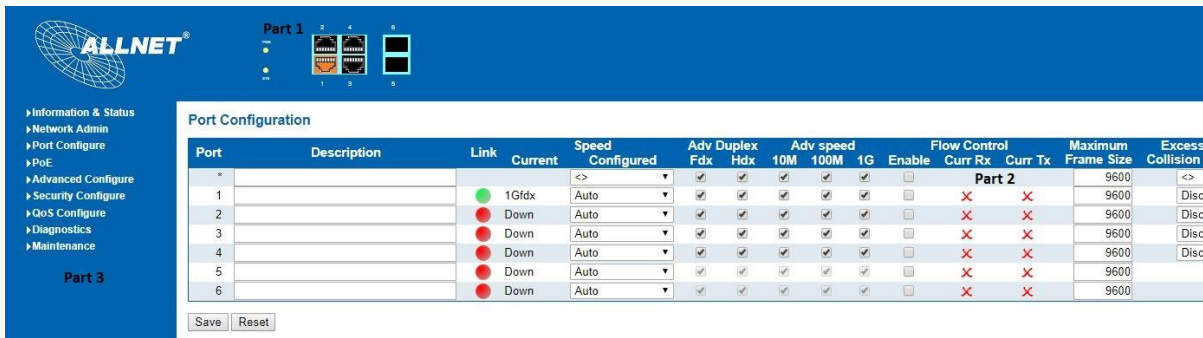 ALLNET®
Part 1
2 4 6
1 3 5
Information & Status
Network Admin
Port Configure
PoE
Advanced Configure
Security Configure
QoS Configure
Diagnostics
Maintenance
Part 3
Port Configuration
Port Description Link Speed Adv Duplex Adv speed Flow Control Maximum Excess
Current Configured Fdx Hdx 10M 100M 1G Enable Curr Rx Curr Tx Frame Size Collision
* <> Part 2 9600 <>
1 1Gfdx Auto 9600 Disc
2 Down Auto 9600 Disc
3 Down Auto 9600 Disc
4 Down Auto 9600 Disc
5 Down Auto 9600
6 Down Auto 9600
Save Reset